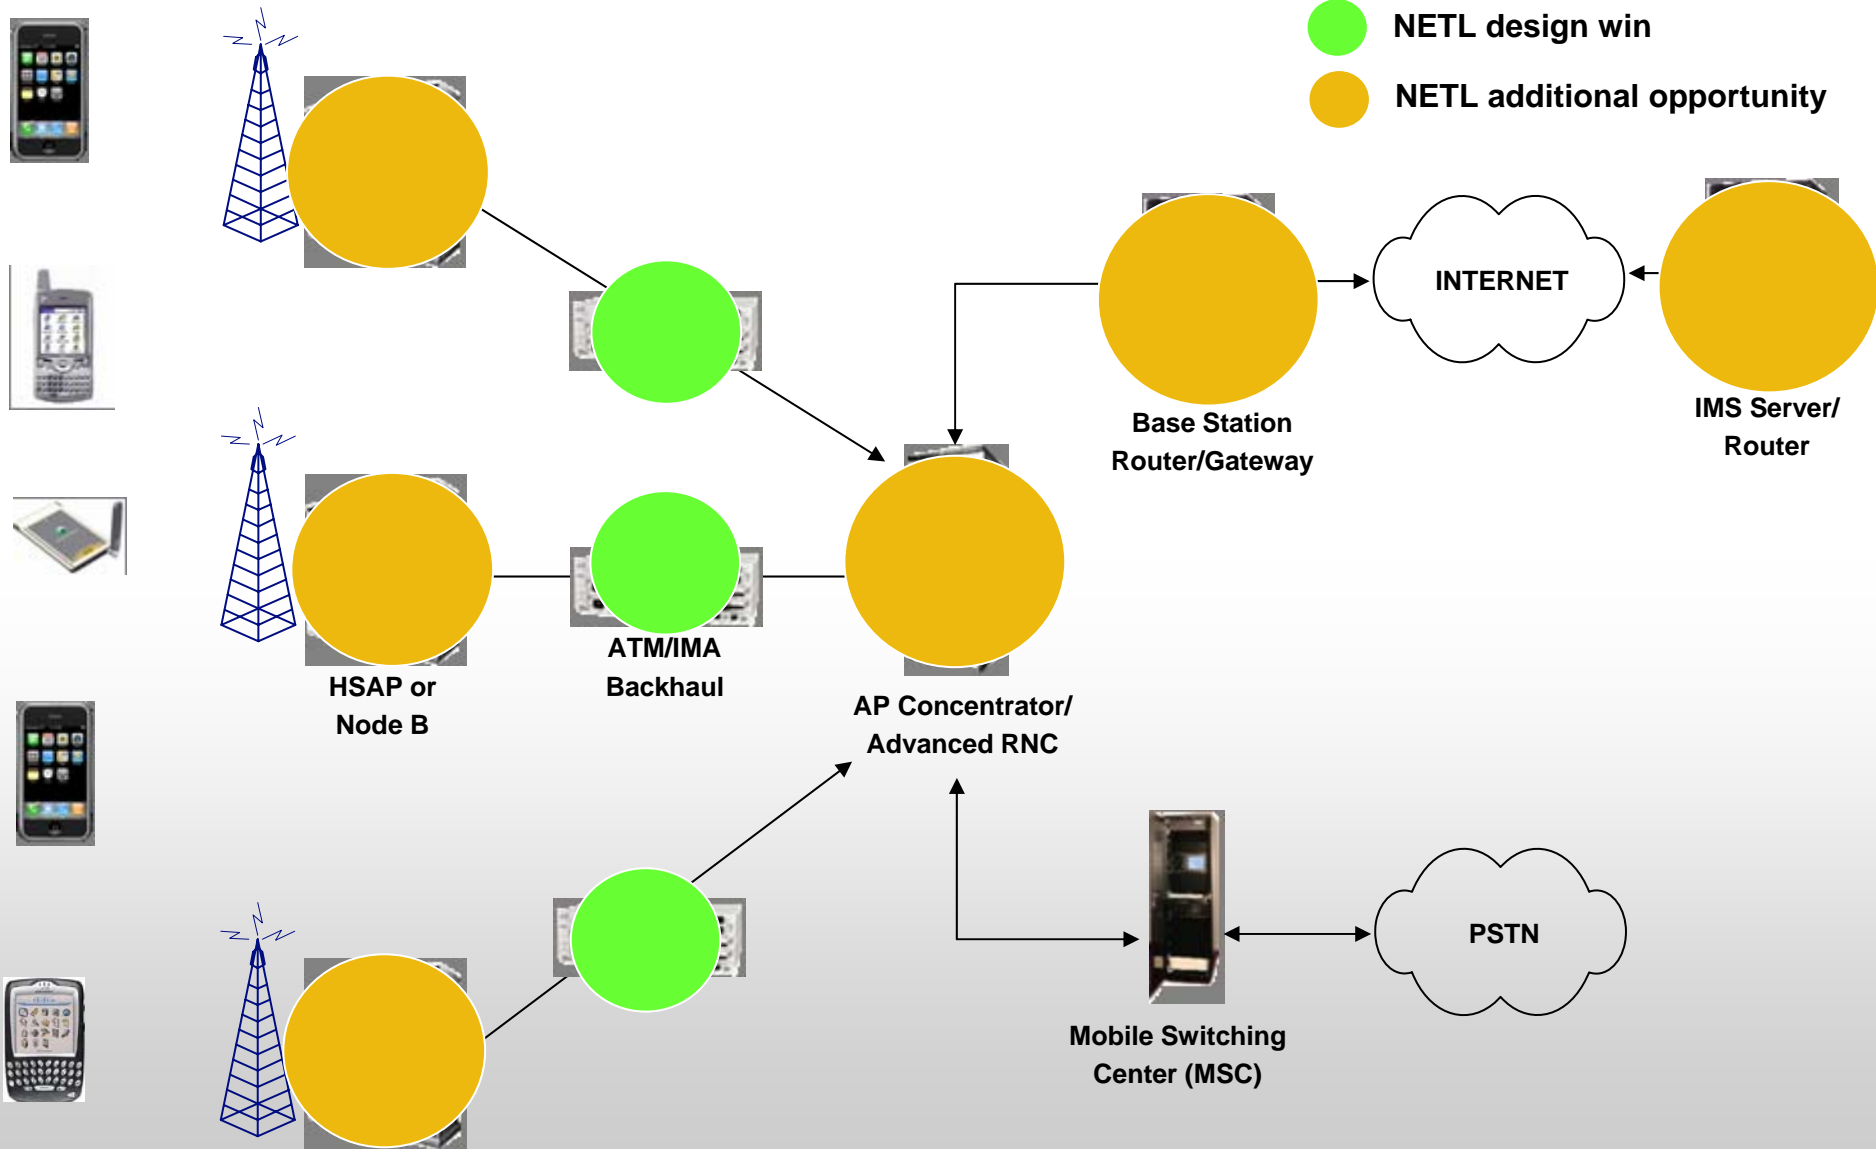 NETL design win
NETL additional opportunity
INTERNET
Base Station
Router/Gateway
IMS Server/
Router
ATM/IMA
Backhaul
HSAP or
Node B
AP Concentrator/
Advanced RNC
PSTN
Mobile Switching
Center (MSC)